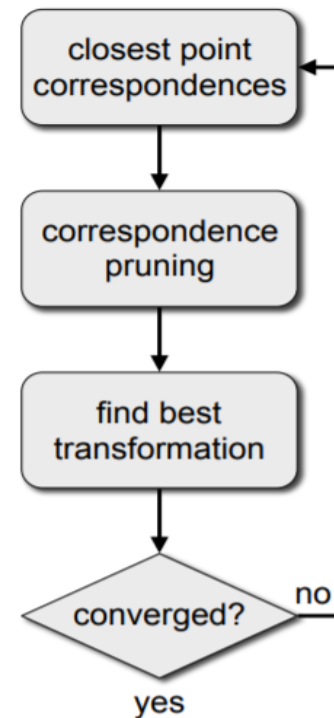 closest point
correspondences
correspondence
pruning
find best
transformation
converged?
no
yes